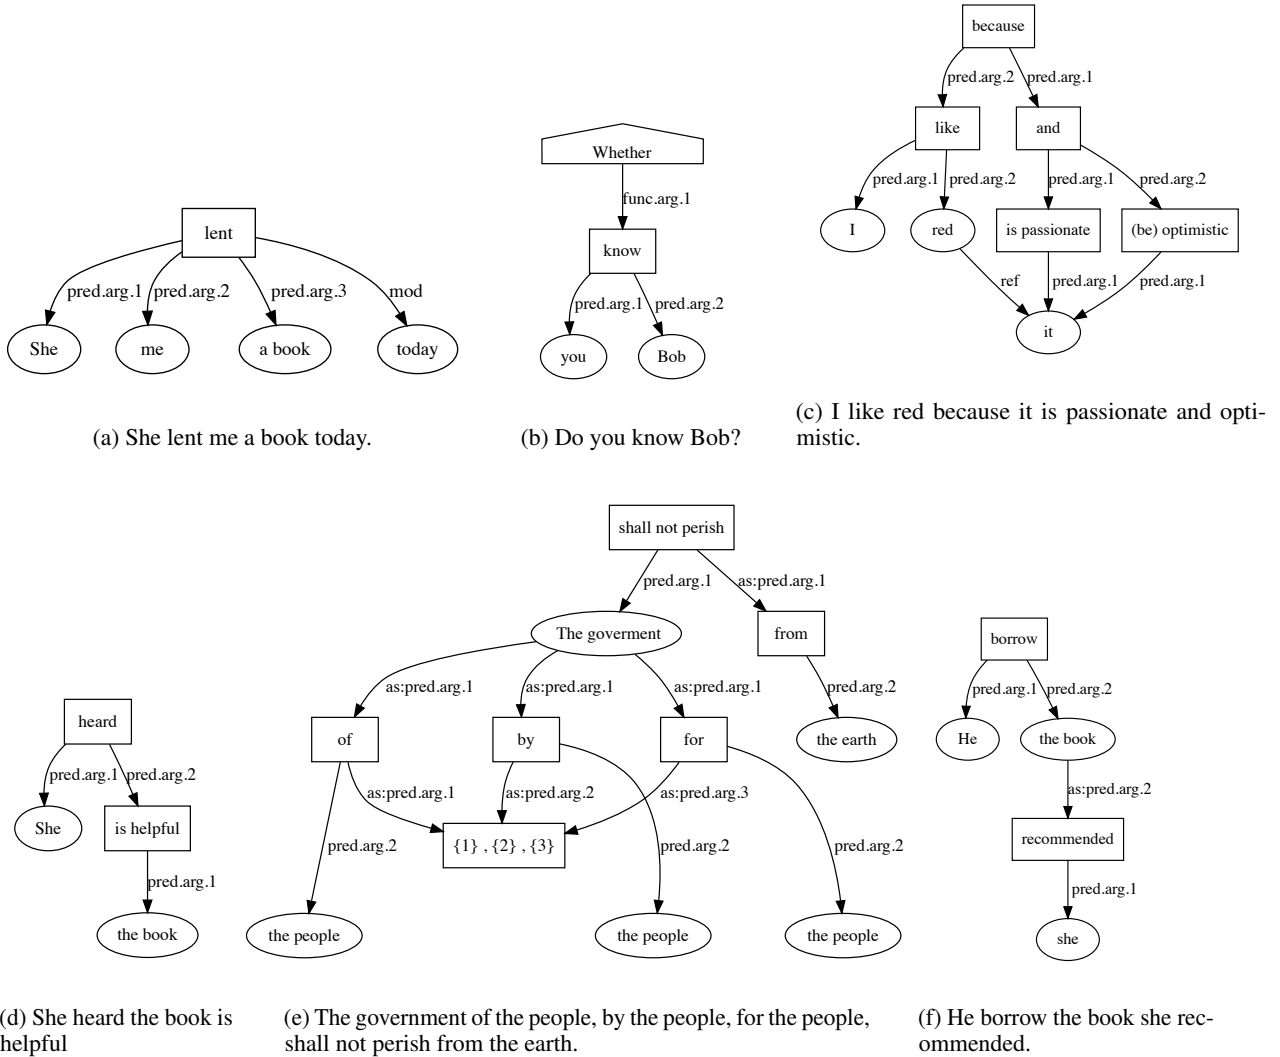 lent
pred.arg.1 pred.arg.2 pred.arg.3 mod
She me a book today
(a) She lent me a book today.
Whether
func.arg.1
know
pred.arg.1 pred.arg.2
you Bob
(b) Do you know Bob?
because
pred.arg.2 pred.arg.1
like and
pred.arg.1 pred.arg.2 pred.arg.1 pred.arg.2
I red is passionate (be) optimistic
ref pred.arg.1 pred.arg.1
it
(c) I like red because it is passionate and opti-
mistic.
heard
pred.arg.1 pred.arg.2
She is helpful
pred.arg.1
the book
(d) She heard the book is
helpful
shall not perish
pred.arg.1 as:pred.arg.1
The goverment from
as:pred.arg.1 as:pred.arg.1 as:pred.arg.1 pred.arg.2
of by for the earth
as:pred.arg.1 as:pred.arg.2 as:pred.arg.3
pred.arg.2 {1} , {2} , {3} pred.arg.2 pred.arg.2
the people the people the people
(e) The government of the people, by the people, for the people,
shall not perish from the earth.
borrow
pred.arg.1 pred.arg.2
He the book
as:pred.arg.2
recommended
pred.arg.1
she
(f) He borrow the book she rec-
ommended.